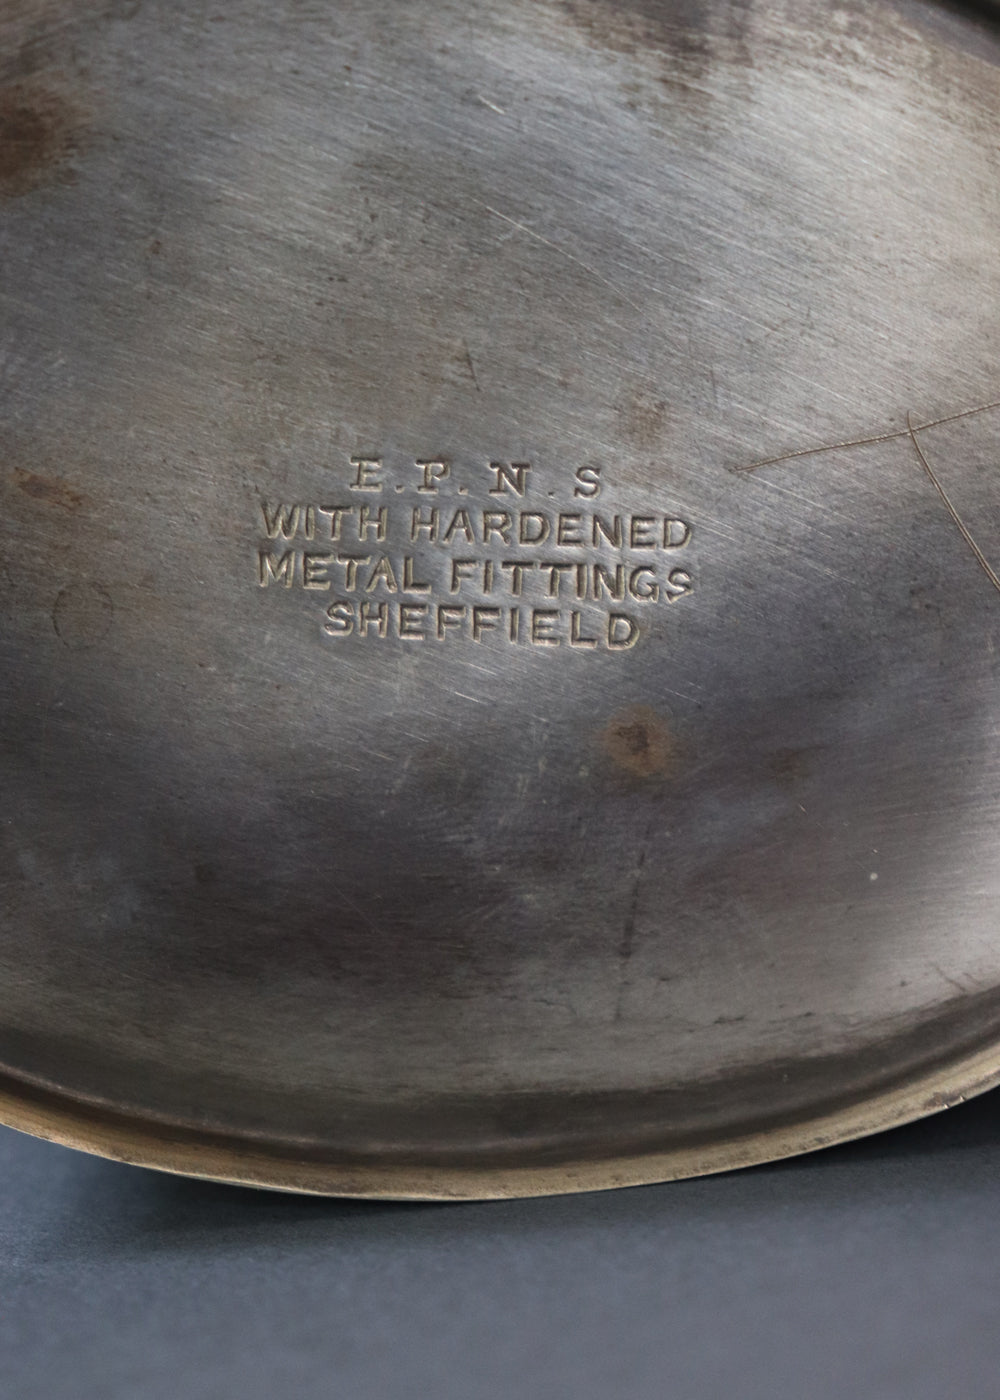 E.P.N.S
WITH HARDENED
METAL FITTINGS
SHEFFIELD